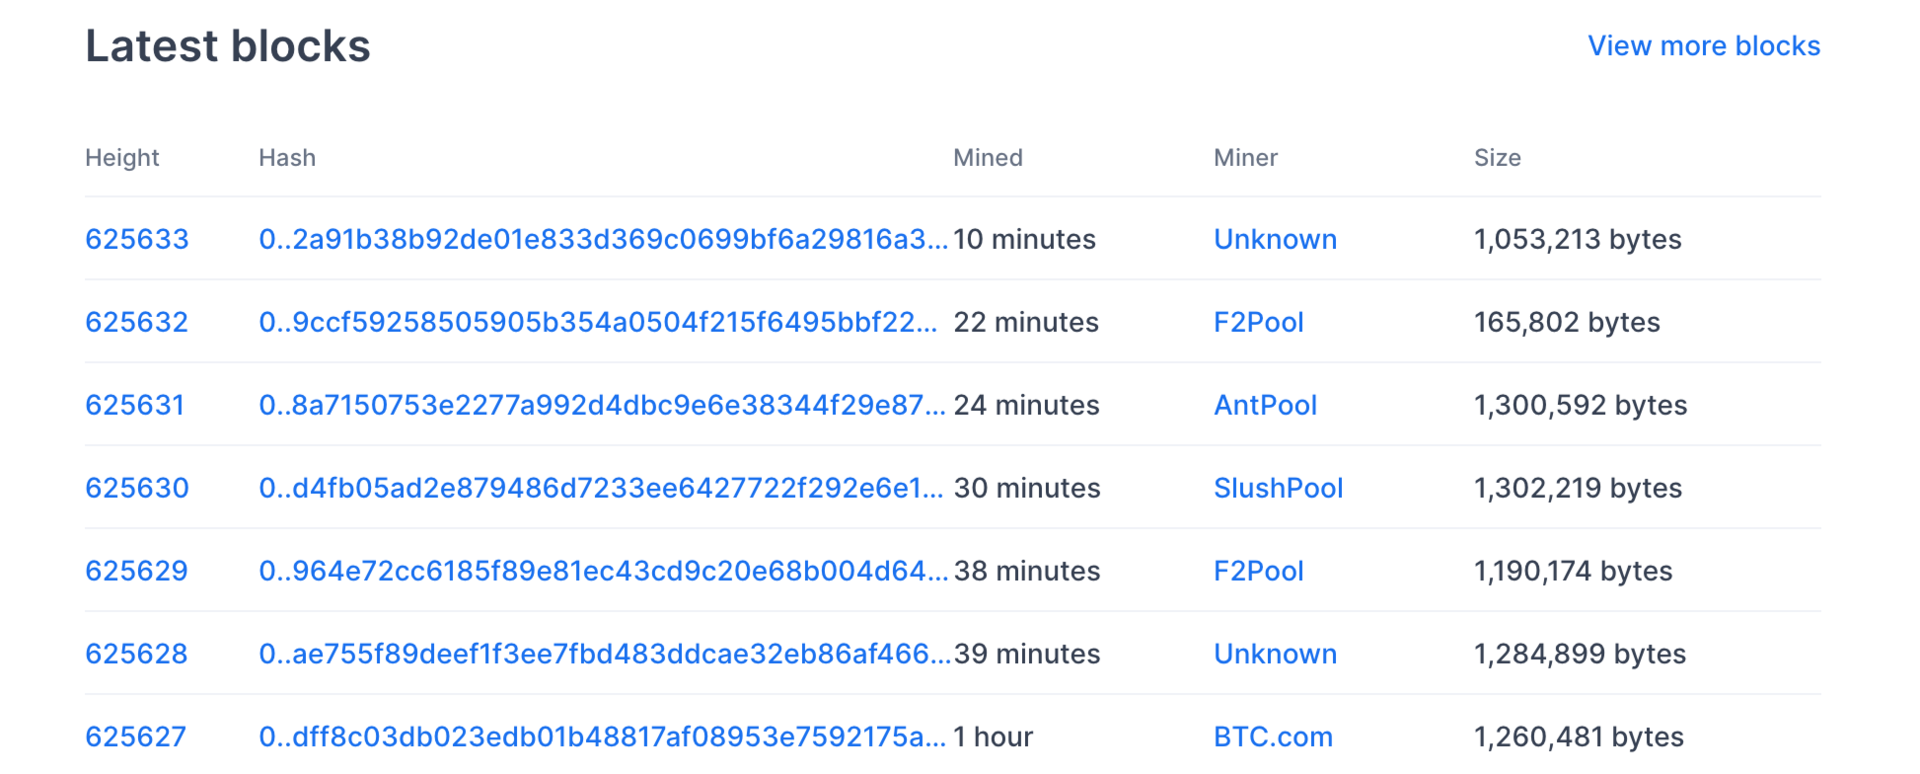 Latest blocks View more blocks
Height Hash Mined Miner Size
625633 0..2a91b38b92de01e833d369c0699bf6a29816a3... 10 minutes Unknown 1,053,213 bytes
625632 0..9ccf59258505905b354a0504f215f6495bbf22... 22 minutes F2Pool 165,802 bytes
625631 0..8a7150753e2277a992d4dbc9e6e38344f29e87... 24 minutes AntPool 1,300,592 bytes
625630 0..d4fb05ad2e879486d7233ee6427722f292e6e1... 30 minutes SlushPool 1,302,219 bytes
625629 0..964e72cc6185f89e81ec43cd9c20e68b004d64... 38 minutes F2Pool 1,190,174 bytes
625628 0..ae755f89deef1f3ee7fbd483ddcae32eb86af466... 39 minutes Unknown 1,284,899 bytes
625627 0..dff8c03db023edb01b48817af08953e7592175a... 1 hour BTC.com 1,260,481 bytes